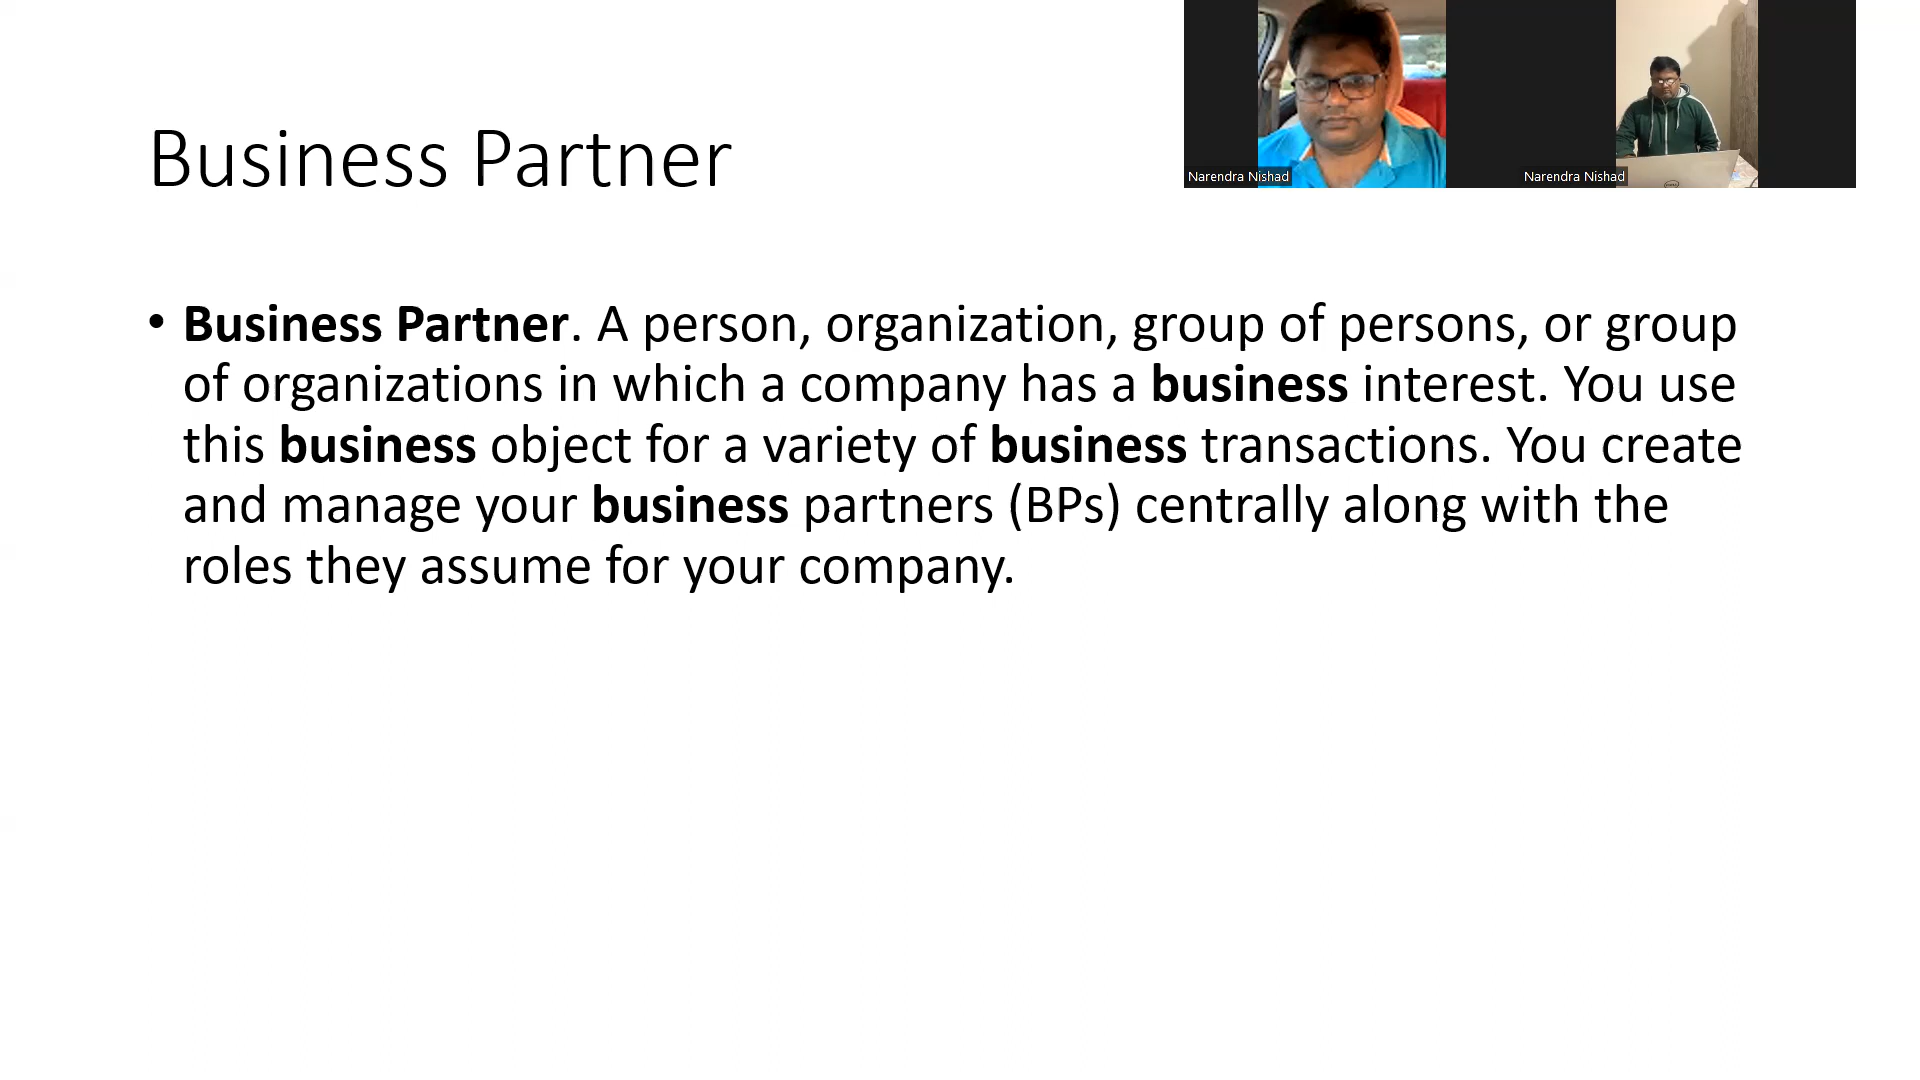 Business Partner
Narendra Nishad
Narendra Nishad
• Business Partner. A person, organization, group of persons, or group
of organizations in which a company has a business interest. You use
this business object for a variety of business transactions. You create
and manage your business partners (BPs) centrally along with the
roles they assume for your company.